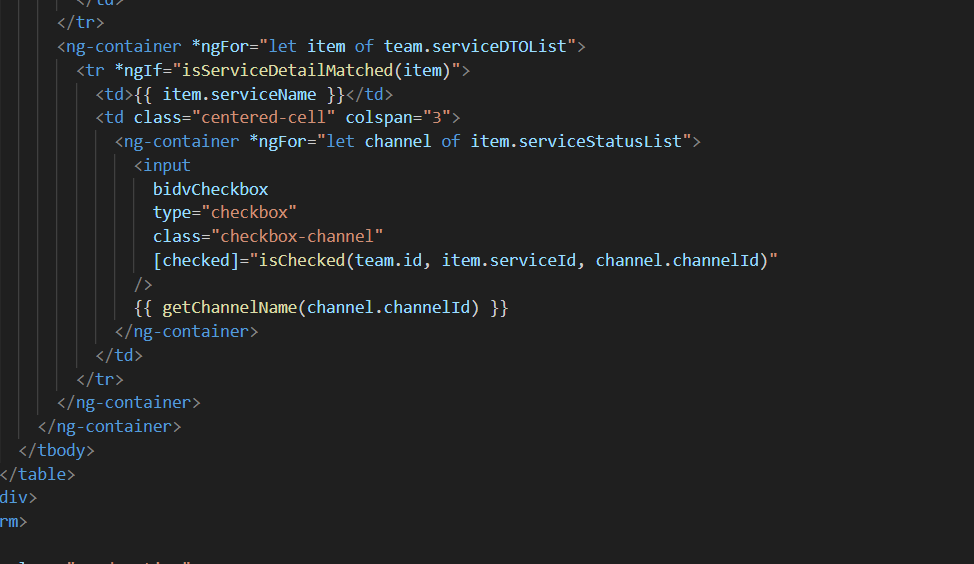 </td>
</tr>
<ng-container *ngFor="let item of team.serviceDTOList">
<tr *ngIf="isServiceDetailMatched(item)">
<td>{{ item.serviceName }}</td>
<td class="centered-cell" colspan="3">
<ng-container *ngFor="let channel of item.serviceStatusList">
<input
bidvCheckbox
type="checkbox"
class="checkbox-channel"
[checked]="isChecked(team.id, item.serviceId, channel.channelId)"
/>
{{ getChannelName(channel.channelId) }}
</ng-container>
</td>
</tr>
</ng-container>
</ng-container>
</tbody>
</table>
div>
rm>